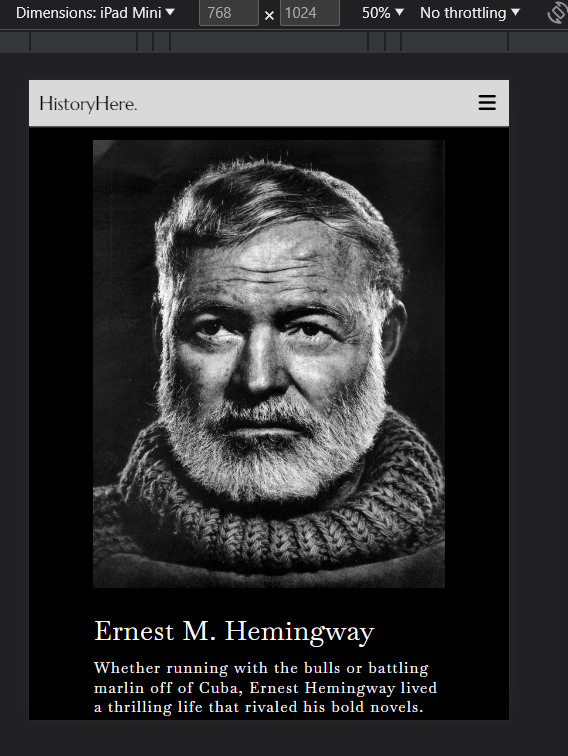 Dimensions: iPad Mini ▼ 768 × 1024 50% ▼ No throttling ▼
HistoryHere.
Ernest M. Hemingway
Whether running with the bulls or battling
marlin off of Cuba, Ernest Hemingway lived
a thrilling life that rivaled his bold novels.